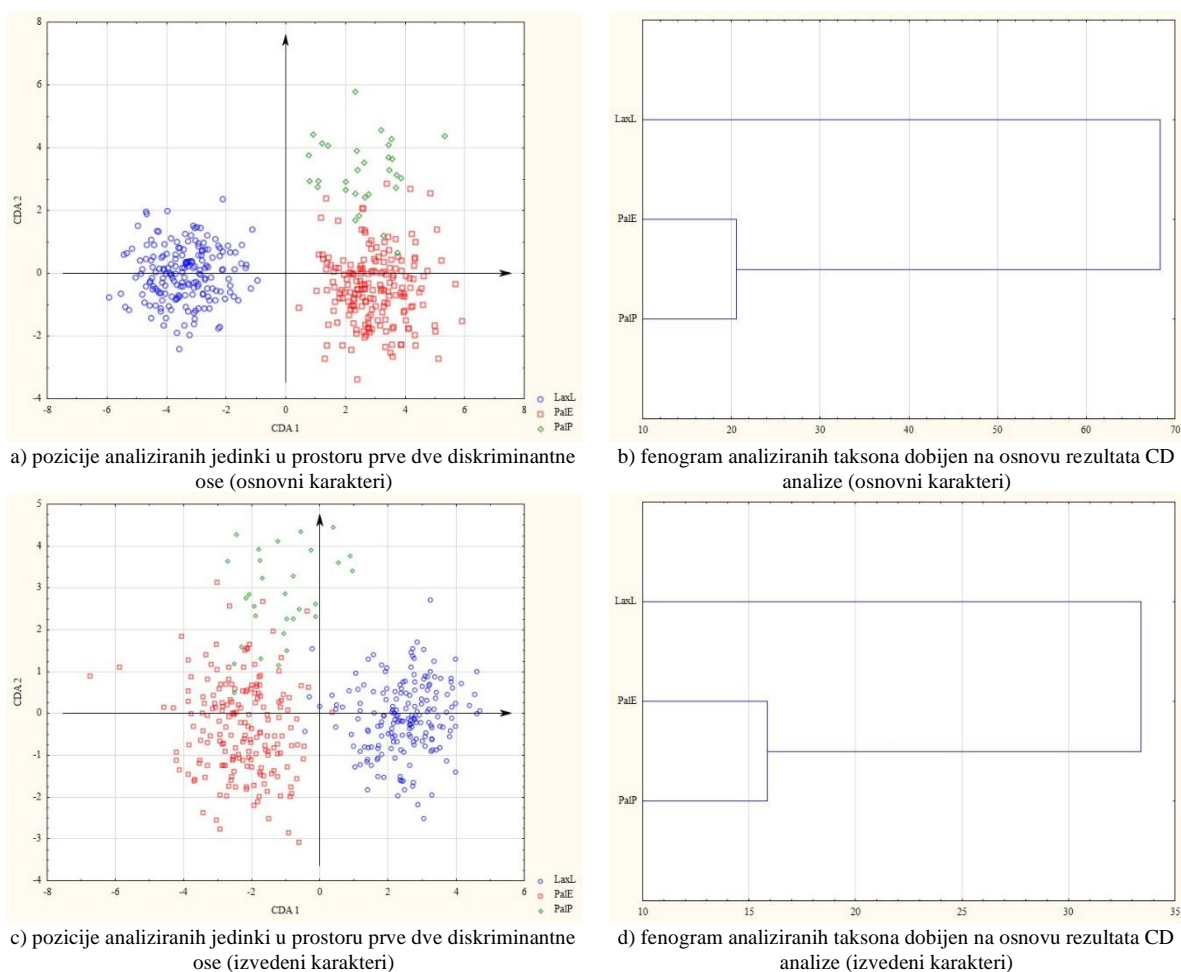 8
6
4
CDA 2
2
0
-2
-4
-8
-6
-4
-2
0
2
4
6
8
CDA 1
LaxL
PalE
PalP
LaxL
PalE
PalP
10
20
30
40
50
60
70
a) pozicije analiziranih jedinki u prostoru prve dve diskriminantne
ose (osnovni karakteri)
b) fenogram analiziranih taksona dobijen na osnovu rezultata CD
analize (osnovni karakteri)
5
4
3
2
1
CDA 2
0
-1
-2
-3
-4
-8
-6
-4
-2
0
2
4
6
CDA 1
LaxL
PalE
PalP
LaxL
PalE
PalP
10
15
20
25
30
35
c) pozicije analiziranih jedinki u prostoru prve dve diskriminantne
ose (izvedeni karakteri)
d) fenogram analiziranih taksona dobijen na osnovu rezultata CD
analize (izvedeni karakteri)